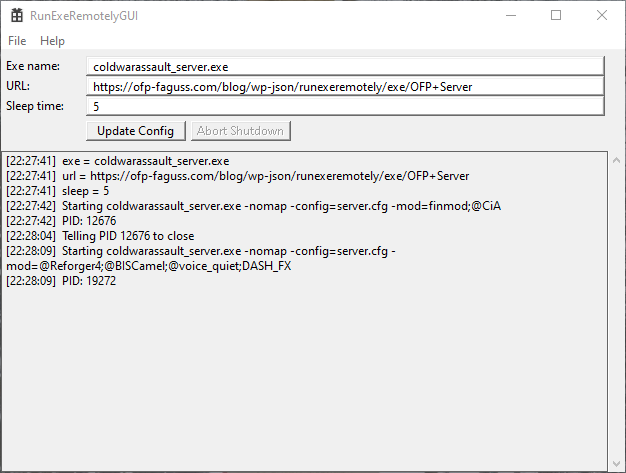 RunExeRemotelyGUI
File Help
Exe name: coldwarassault_server.exe
URL: https://ofp-faguss.com/blog/wp-json/runexeremotely/exe/OFP+Server
Sleep time: 5
Update Config Abort Shutdown
[22:27:41] exe = coldwarassault_server.exe
[22:27:41] url = https://ofp-faguss.com/blog/wp-json/runexeremotely/exe/OFP+Server
[22:27:41] sleep = 5
[22:27:42] Starting coldwarassault_server.exe -nomap -config=server.cfg -mod=finmod;@CiA
[22:27:42] PID: 12676
[22:28:04] Telling PID 12676 to close
[22:28:09] Starting coldwarassault_server.exe -nomap -config=server.cfg -
mod=@Reforger4;@BISCamel;@voice_quiet;DASH_FX
[22:28:09] PID: 19272